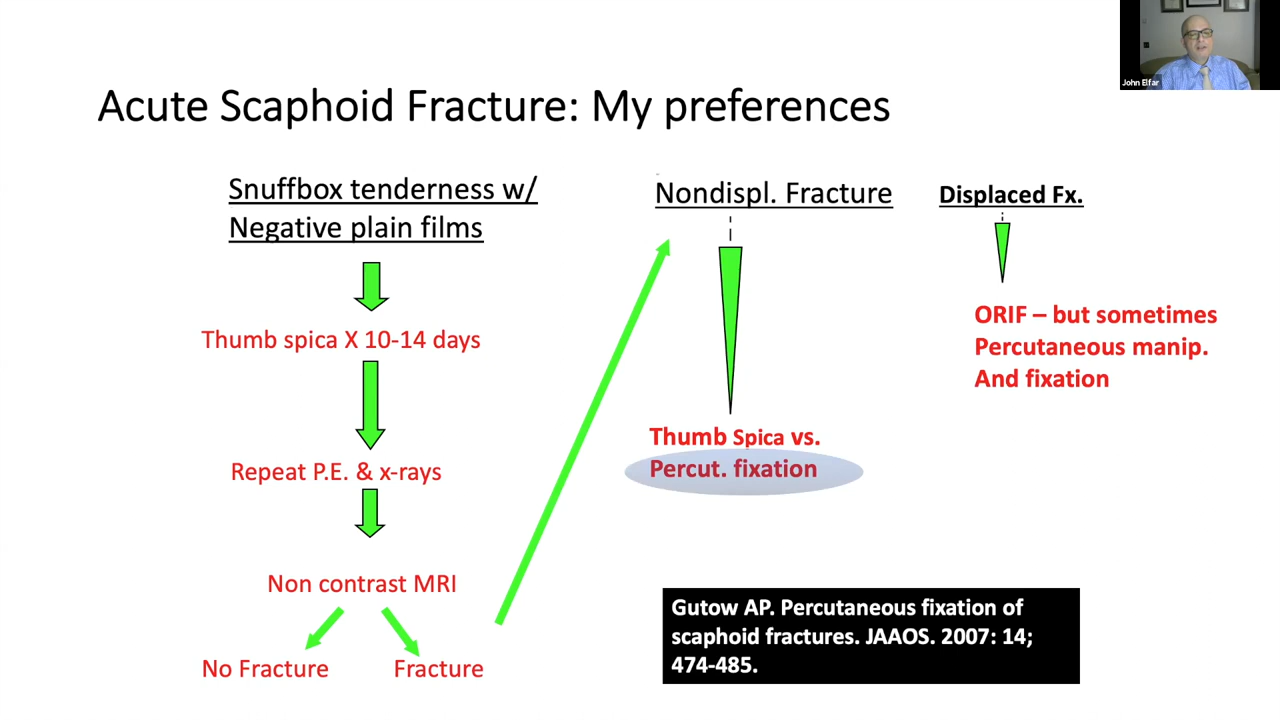 John Elfar
Acute Scaphoid Fracture: My preferences
Snuffbox tenderness w/
Negative plain films
Thumb spica X 10-14 days
Repeat P.E. & x-rays
Non contrast MRI
No Fracture
Fracture
Nondispl. Fracture
Thumb Spica vs.
Percut. fixation
Displaced Fx.
ORIF – but sometimes
Percutaneous manip.
And fixation
Gutow AP. Percutaneous fixation of
scaphoid fractures. JAAOS. 2007: 14;
474-485.